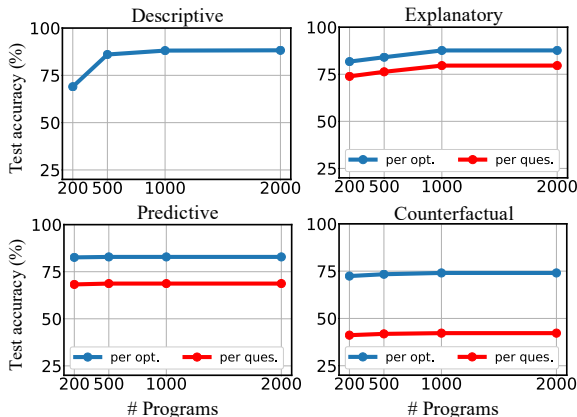 Descriptive
Test accuracy (%)
100
75
50
25
200 500 1000 2000
Explanatory
100
75
50
25
per opt. per ques.
200 500 1000 2000
Predictive
Test accuracy (%)
100
75
50
25
per opt. per ques.
200 500 1000 2000
# Programs
Counterfactual
100
75
50
25
per opt. per ques.
200 500 1000 2000
# Programs